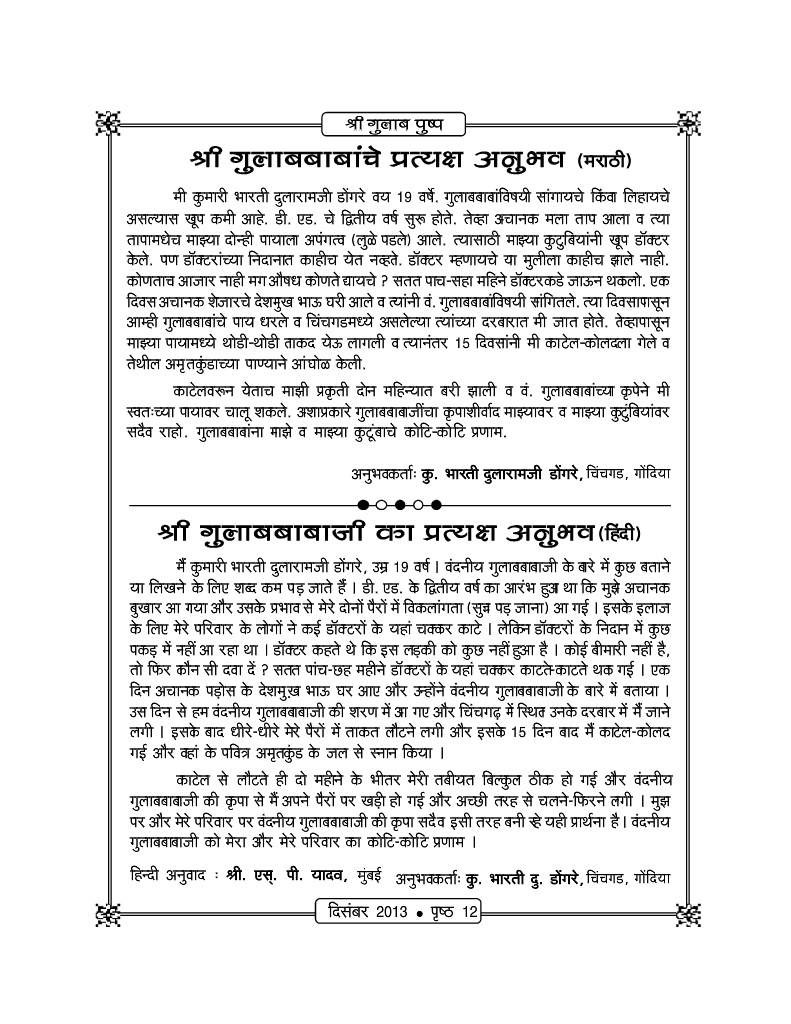 श्री गुलाब पुष्प
श्री गुलाबबाबांचे प्रत्यक्ष अनुभव (मराठी)
मी कुमारी भारती दुलारामजी डोंगरे वय 19 वर्षे. गुलाबबाबांविषयी सांगायचे किंवा लिहायचे
असल्यास खूप कमी आहे. डी. एड. चे द्वितीय वर्ष सुरू होते. तेव्हा अचानक मला ताप आला व त्या
तापामधेच माझ्या दोन्ही पायाला अपंगत्व (लुळे पडले) आले. त्यासाठी माझ्या कुटुबियांनी खूप डॉक्टर
केले. पण डॉक्टरांच्या निदानात काहीच येत नव्हते. डॉक्टर म्हणायचे या मुलीला काहीच झाले नाही.
कोणताच आजार नाही मग औषध कोणते द्यायचे ? सतत पाच-सहा महिने डॉक्टरकडे जाऊन थकलो. एक
दिवस अचानक शेजारचे देशमुख भाऊ घरी आले व त्यांनी वं. गुलाबबाबांविषयी सांगितले. त्या दिवसापासून
आम्ही गुलाबबाबांचे पाय धरले व चिंचगडमध्ये असलेल्या त्यांच्या दरबारात मी जात होते. तेव्हापासून
माझ्या पायामध्ये थोडी-थोडी ताकद येऊ लागली व त्यानंतर 15 दिवसांनी मी काटेल-कोलदला गेले व
तेथील अमृतकुंडाच्या पाण्याने आंघोळ केली.
काटेलवरून येताच माझी प्रकृती दोन महिन्यात बरी झाली व वं. गुलाबबाबांच्या कृपेने मी
स्वतःच्या पायावर चालू शकले. अशाप्रकारे गुलाबबाबाजींचा कृपाशीर्वाद माझ्यावर व माझ्या कुटुंबियांवर
सदैव राहो. गुलाबबाबांना माझे व माझ्या कुटूंबाचे कोटि-कोटि प्रणाम.
अनुभवकर्ताः कु. भारती दुलारामजी डोंगरे, चिंचगड, गोंदिया
श्री गुलाबबाबाजी का प्रत्यक्ष अनुभव (हिंदी)
मैं कुमारी भारती दुलारामजी डोंगरे, उम्र 19 वर्ष । वंदनीय गुलाबबाबाजी के बारे में कुछ बताने
या लिखने के लिए शब्द कम पड़ जाते हैं । डी. एड. के द्वितीय वर्ष का आरंभ हुआ था कि मुझे अचानक
बुखार आ गया और उसके प्रभाव से मेरे दोनों पैरों में विकलांगता (सुन्न पड़ जाना) आ गई । इसके इलाज
के लिए मेरे परिवार के लोगों ने कई डॉक्टरों के यहां चक्कर काटे । लेकिन डॉक्टरों के निदान में कुछ
पकड़ में नहीं आ रहा था । डॉक्टर कहते थे कि इस लड़की को कुछ नहीं हुआ है । कोई बीमारी नहीं है,
तो फिर कौन सी दवा दें ? सतत पांच-छह महीने डॉक्टरों के यहां चक्कर काटते-काटते थक गई । एक
दिन अचानक पड़ोस के देशमुख भाऊ घर आए और उन्होंने वंदनीय गुलाबबाबाजी के बारे में बताया ।
उस दिन से हम वंदनीय गुलाबबाबाजी की शरण में आ गए और चिंचगढ़ में स्थित उनके दरबार में मैं जाने
लगी । इसके बाद धीरे-धीरे मेरे पैरों में ताकत लौटने लगी और इसके 15 दिन बाद मैं काटेल-कोलद
गई और वहां के पवित्र अमृतकुंड के जल से स्नान किया ।
काटेल से लौटते ही दो महीने के भीतर मेरी तबीयत बिल्कुल ठीक हो गई और वंदनीय
गुलाबबाबाजी की कृपा से मैं अपने पैरों पर खड़ी हो गई और अच्छी तरह से चलने-फिरने लगी । मुझ
पर और मेरे परिवार पर वंदनीय गुलाबबाबाजी की कृपा सदैव इसी तरह बनी रहे यही प्रार्थना है। वंदनीय
गुलाबबाबाजी को मेरा और मेरे परिवार का कोटि-कोटि प्रणाम ।
हिन्दी अनुवाद : श्री. एस्. पी. यादव, मुंबई अनुभवकर्ताः कु. भारती दु. डोंगरे, चिंचगड, गोंदिया
दिसंबर 2013 ● पृष्ठ 12